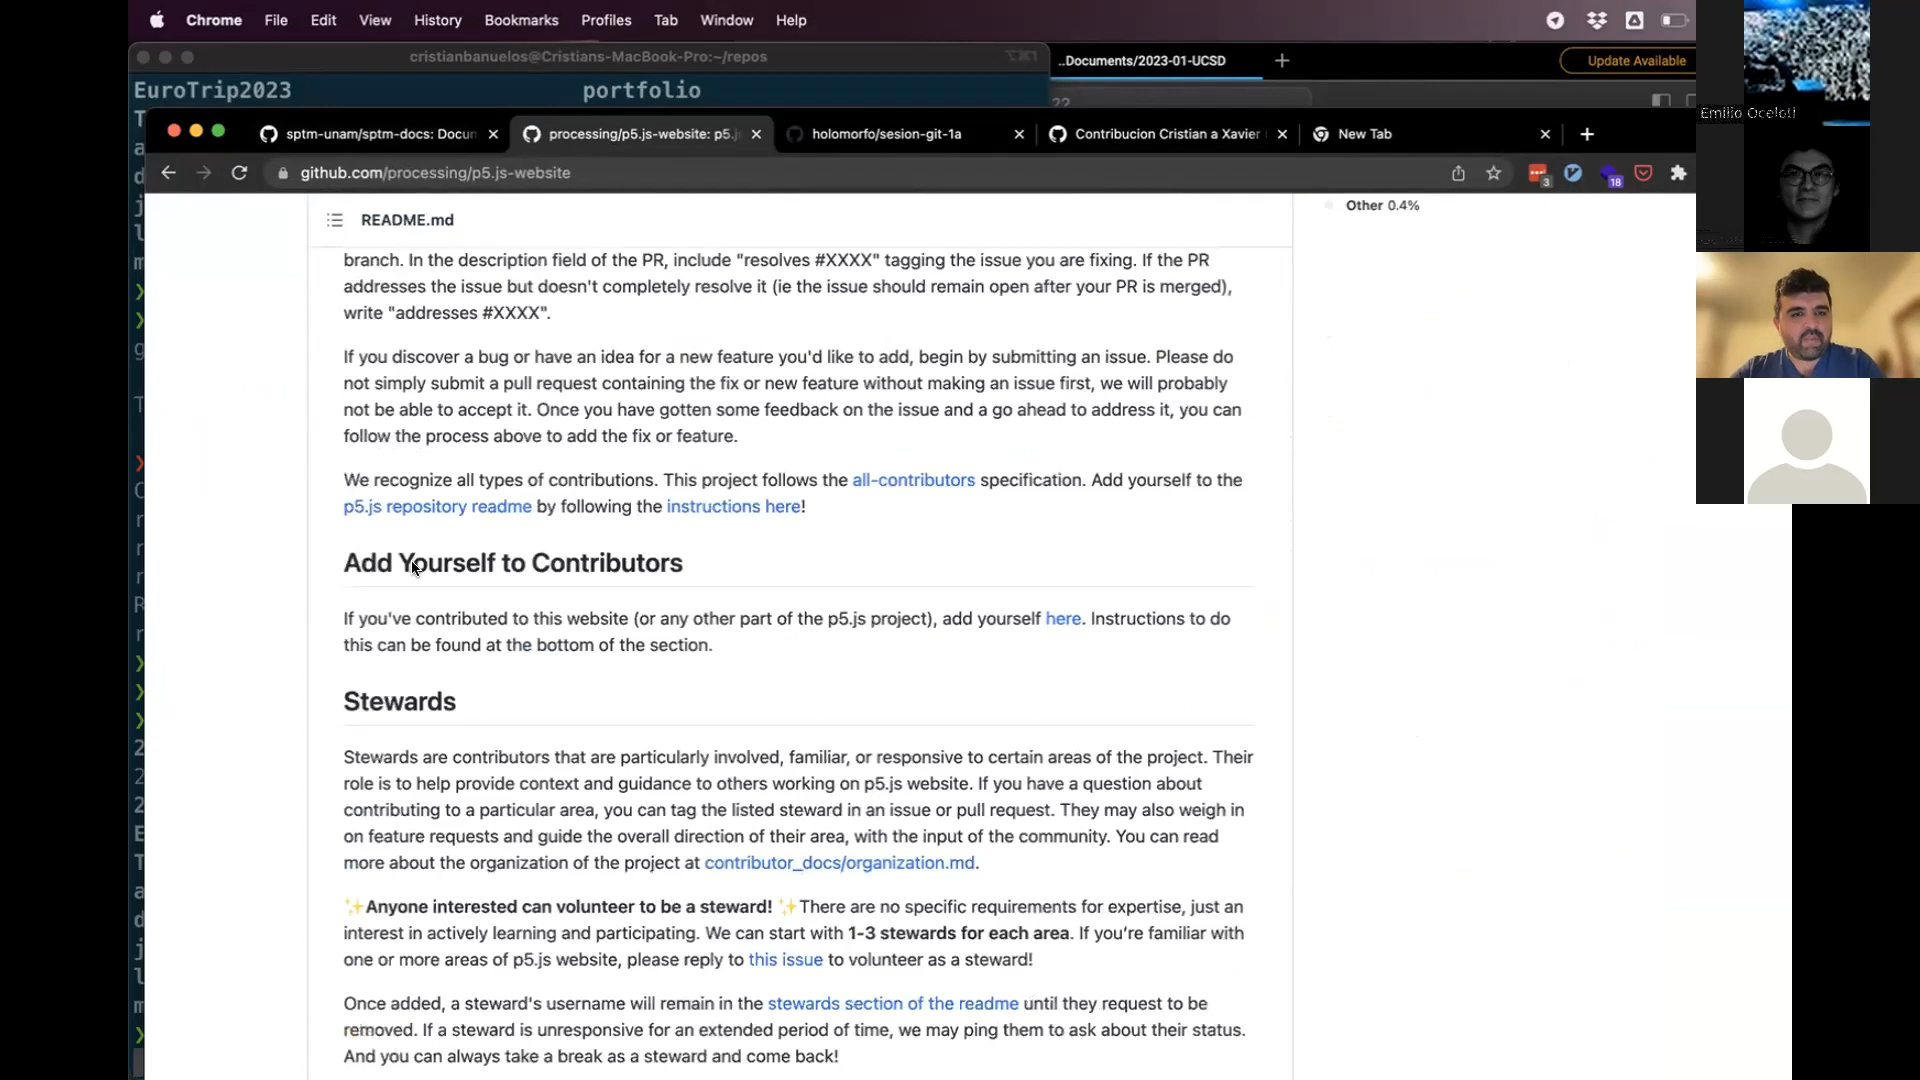 Chrome File Edit View History Bookmarks Profiles Tab Window Help
cristianbanuelos@Cristians-MacBook-Pro:~/repos
..Documents/2023-01-UCSD
Update Available
EuroTrip2023 portfolio
sptm-unam/sptm-docs: Docun
processing/p5.js-website: p5.j
holomorfo/sesion-git-1a
Contribucion Cristian a Xavier
New Tab
github.com/processing/p5.js-website
3
18
Emilio Ocelotl
README.md
Other 0.4%
branch. In the description field of the PR, include "resolves #XXXX" tagging the issue you are fixing. If the PR
addresses the issue but doesn't completely resolve it (ie the issue should remain open after your PR is merged),
write "addresses #XXXX".
If you discover a bug or have an idea for a new feature you'd like to add, begin by submitting an issue. Please do
not simply submit a pull request containing the fix or new feature without making an issue first, we will probably
not be able to accept it. Once you have gotten some feedback on the issue and a go ahead to address it, you can
follow the process above to add the fix or feature.
We recognize all types of contributions. This project follows the all-contributors specification. Add yourself to the
p5.js repository readme by following the instructions here!
Add Yourself to Contributors
If you've contributed to this website (or any other part of the p5.js project), add yourself here. Instructions to do
this can be found at the bottom of the section.
Stewards
Stewards are contributors that are particularly involved, familiar, or responsive to certain areas of the project. Their
role is to help provide context and guidance to others working on p5.js website. If you have a question about
contributing to a particular area, you can tag the listed steward in an issue or pull request. They may also weigh in
on feature requests and guide the overall direction of their area, with the input of the community. You can read
more about the organization of the project at contributor_docs/organization.md.
✨Anyone interested can volunteer to be a steward! ✨There are no specific requirements for expertise, just an
interest in actively learning and participating. We can start with 1-3 stewards for each area. If you're familiar with
one or more areas of p5.js website, please reply to this issue to volunteer as a steward!
Once added, a steward's username will remain in the stewards section of the readme until they request to be
removed. If a steward is unresponsive for an extended period of time, we may ping them to ask about their status.
And you can always take a break as a steward and come back!